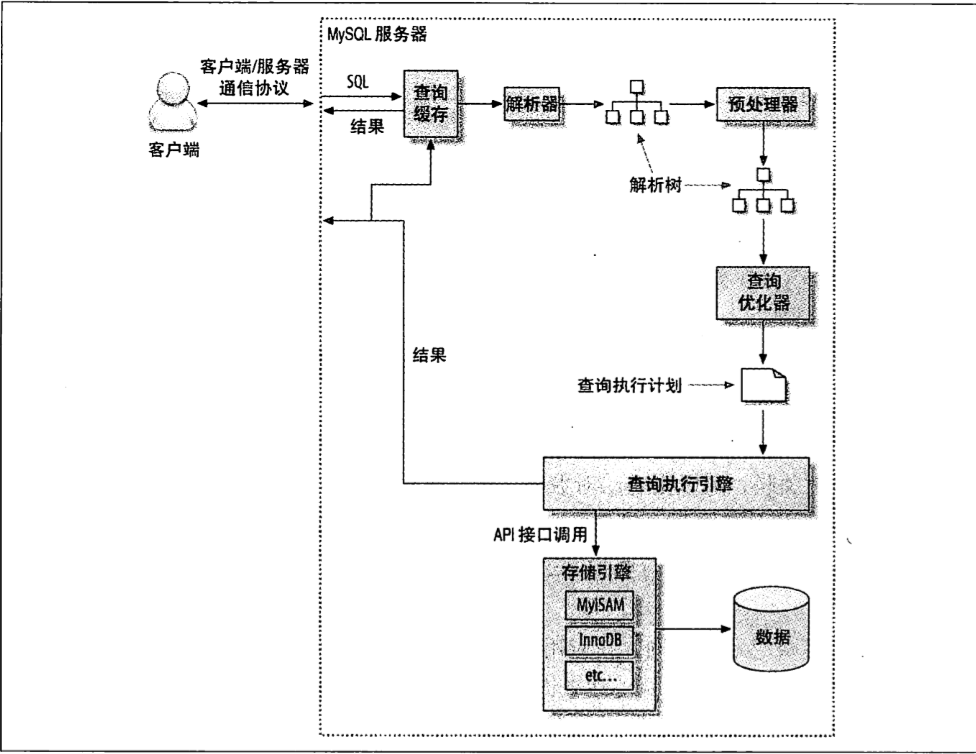 MySQL 服务器
客户端/服务器
通信协议
客户端
SQL
结果
查询
缓存
解析器
预处理器
解析树
查询
优化器
结果
查询执行计划
查询执行引擎
API 接口调用
存储引擎
MyISAM
InnoDB
etc...
数据